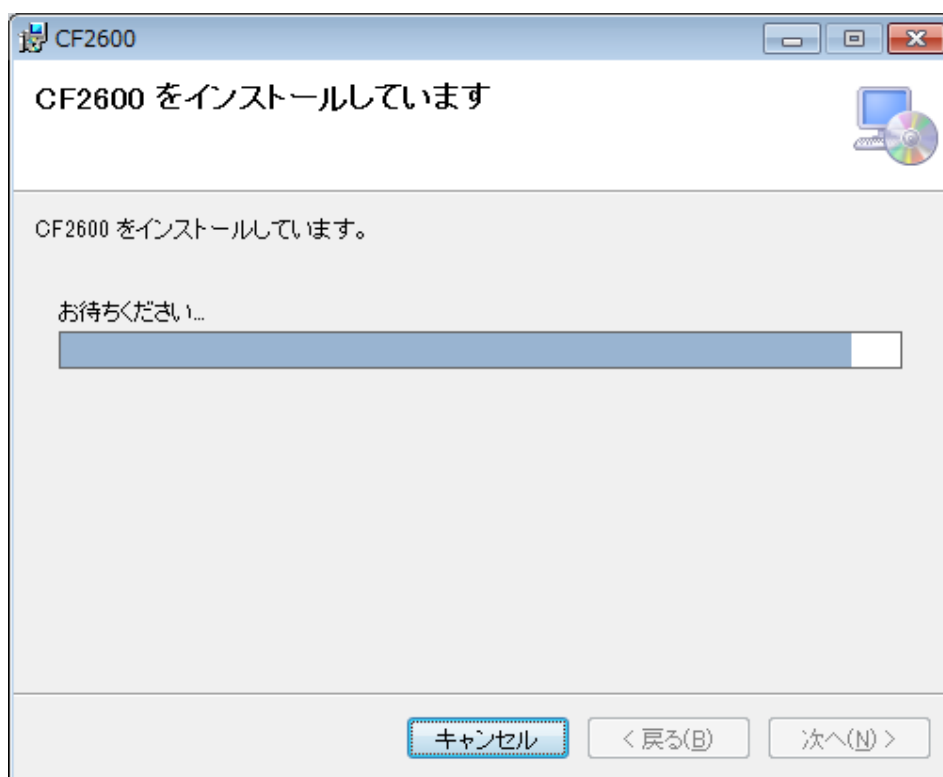 CF2600
CF2600 をインストールしています
CF2600 をインストールしています。
お待ちください...
キャンセル
< 戻る(B)
次へ(N) >